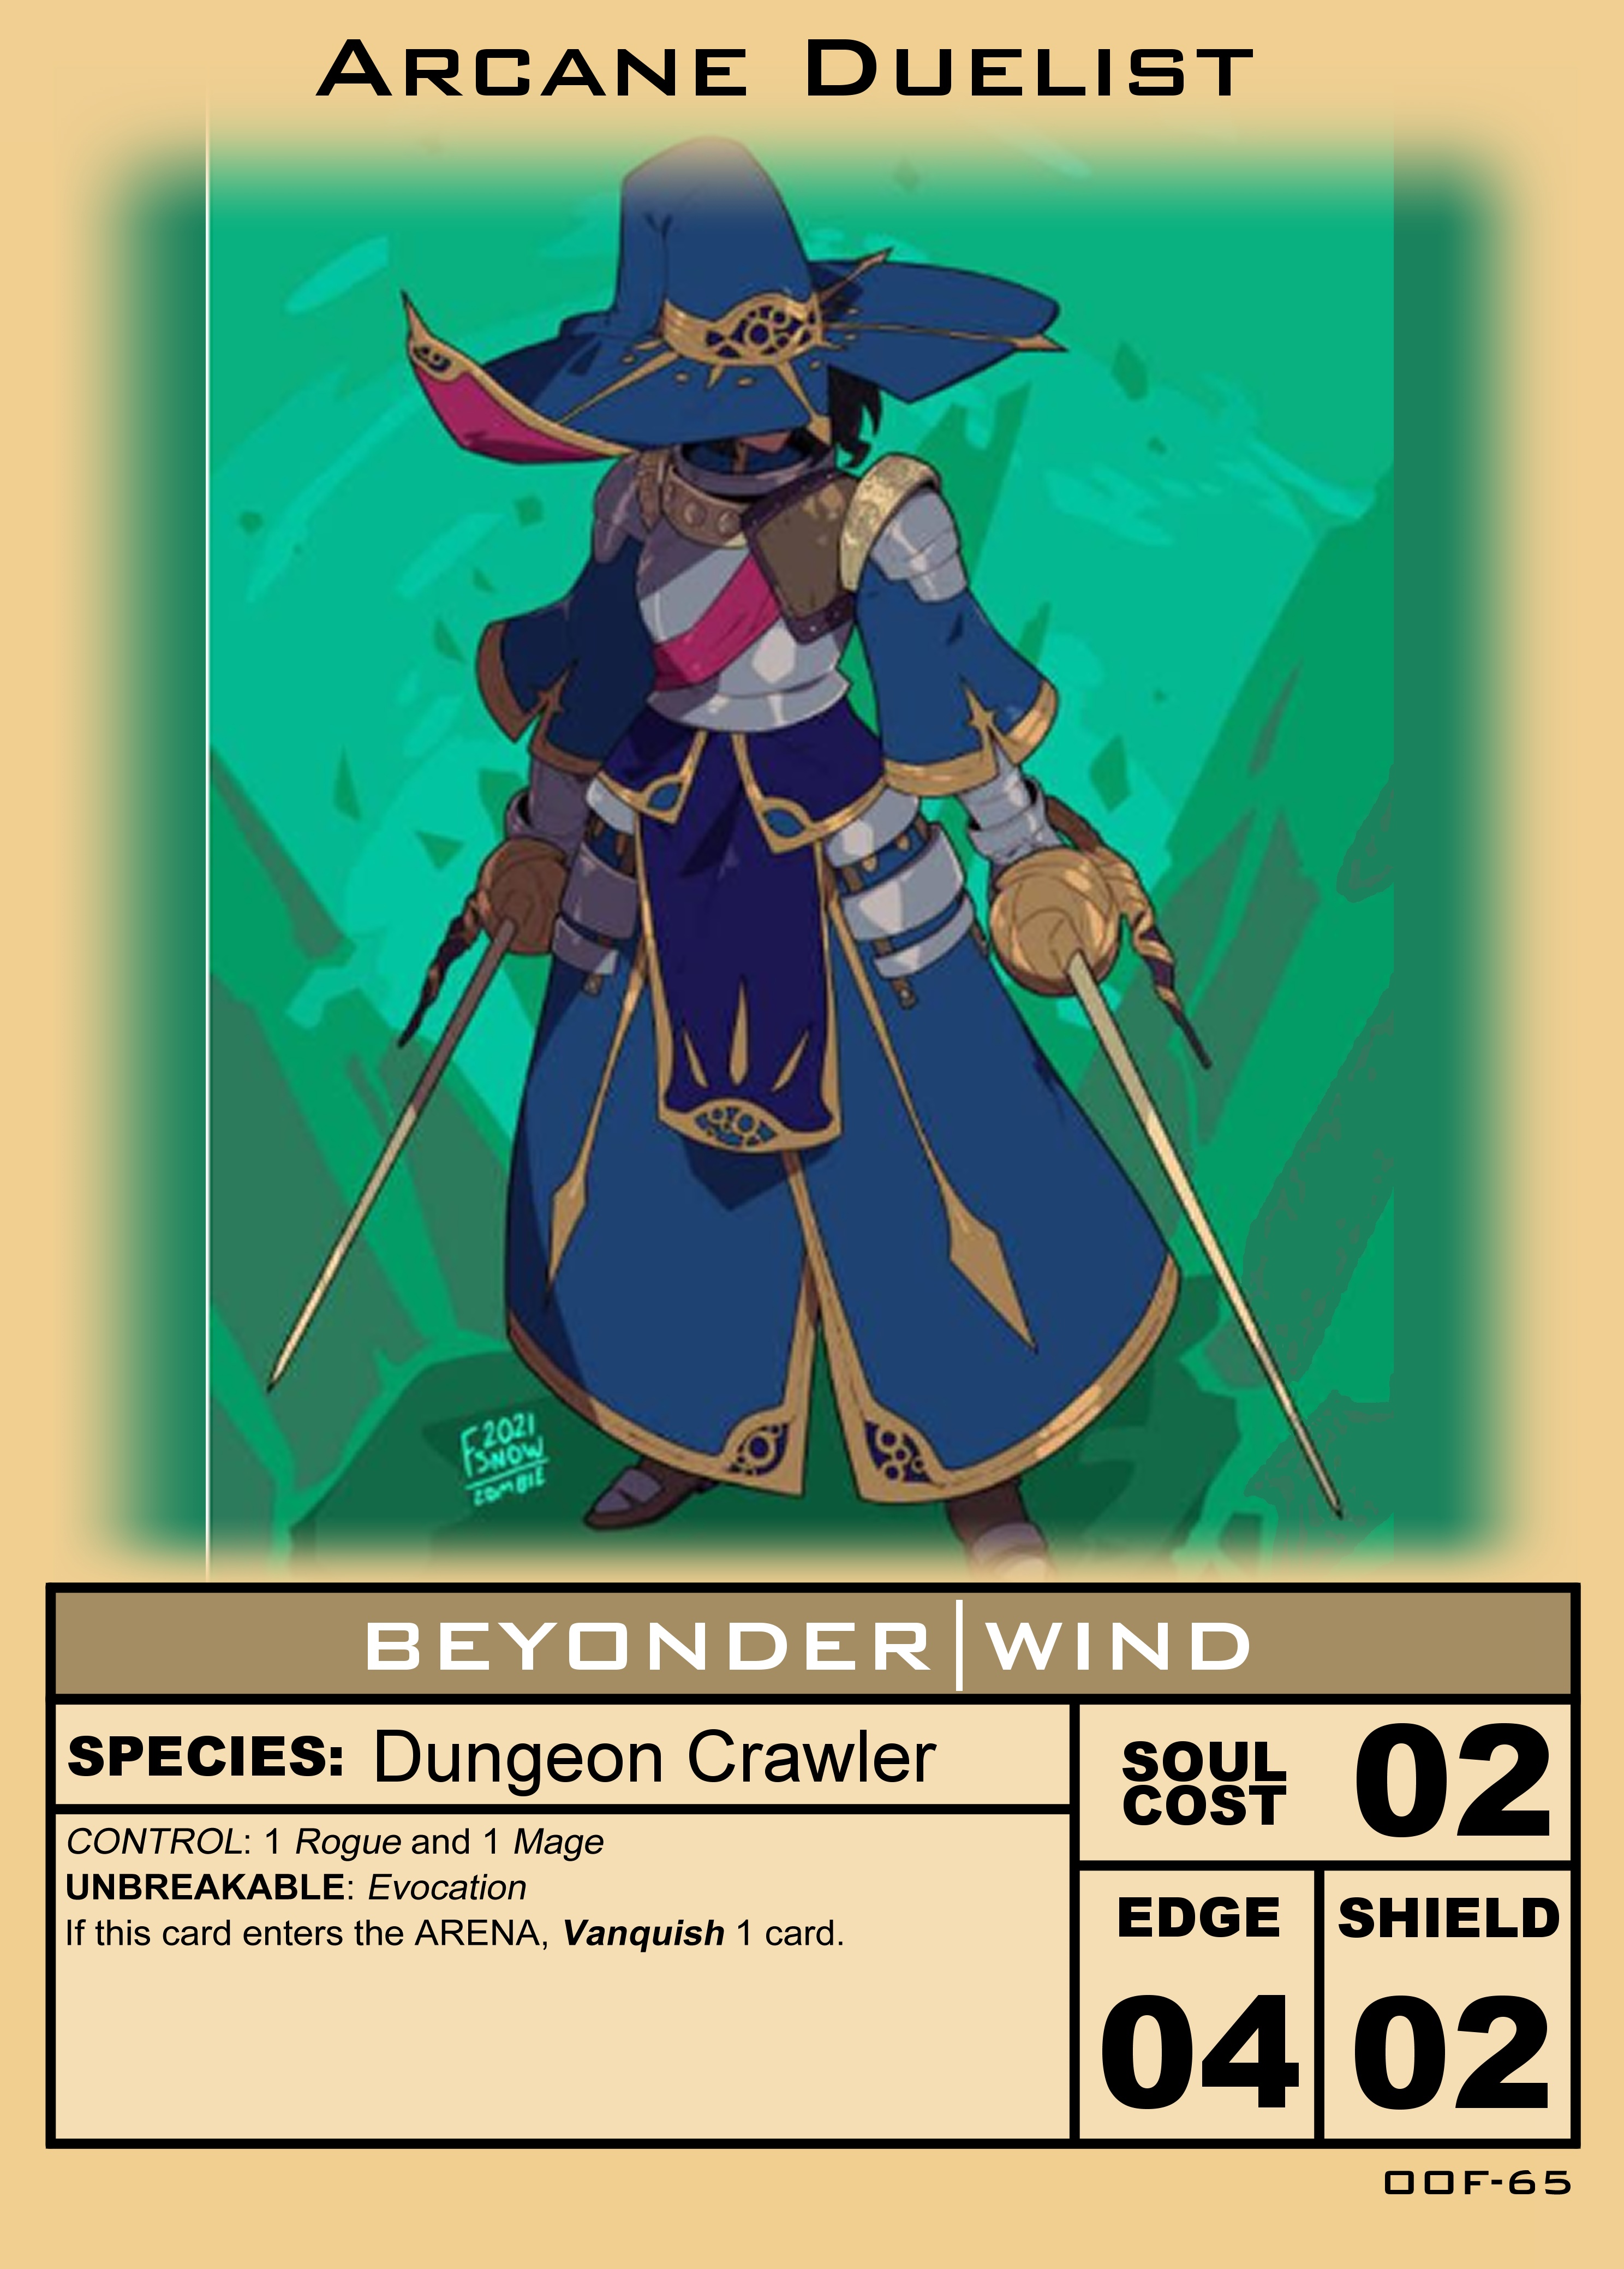 Arcane Duelist
F 2021
SNOW
ZOMBIE
BEYONDER|WIND
SPECIES: Dungeon Crawler
SOUL
COST
02
CONTROL: 1 Rogue and 1 Mage
UNBREAKABLE: Evocation
If this card enters the ARENA, Vanquish 1 card.
EDGE
SHIELD
04
02
OOF-65